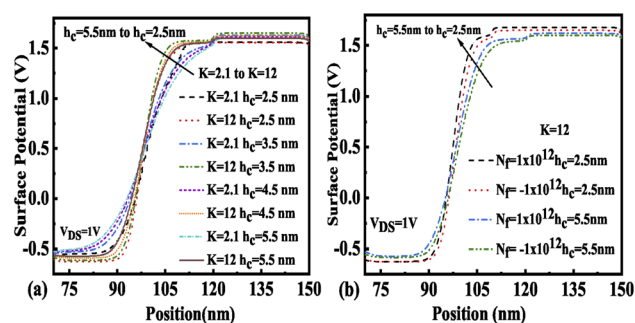 h_c=5.5nm to h_c=2.5nm
K=2.1 to K=12
K=2.1 h_c=2.5 nm
K=12 h_c=2.5 nm
K=2.1 h_c=3.5 nm
K=12 h_c=3.5 nm
K=2.1 h_c=4.5 nm
K=12 h_c=4.5 nm
K=2.1 h_c=5.5 nm
K=12 h_c=5.5 nm
V_DS=1V
Surface Potential (V)
1.5
1.0
0.5
0.0
-0.5
75 90 105 120 135 150
(a)
Position(nm)
h_c=5.5nm to h_c=2.5nm
K=12
N_f= 1x10^12 h_c=2.5nm
N_f= -1x10^12 h_c=2.5nm
N_f=1x10^12 h_c=5.5nm
N_f= -1x10^12 h_c=5.5nm
V_DS=1V
Surface Potential (V)
1.5
1.0
0.5
0.0
-0.5
75 90 105 120 135 150
(b)
Position (nm)